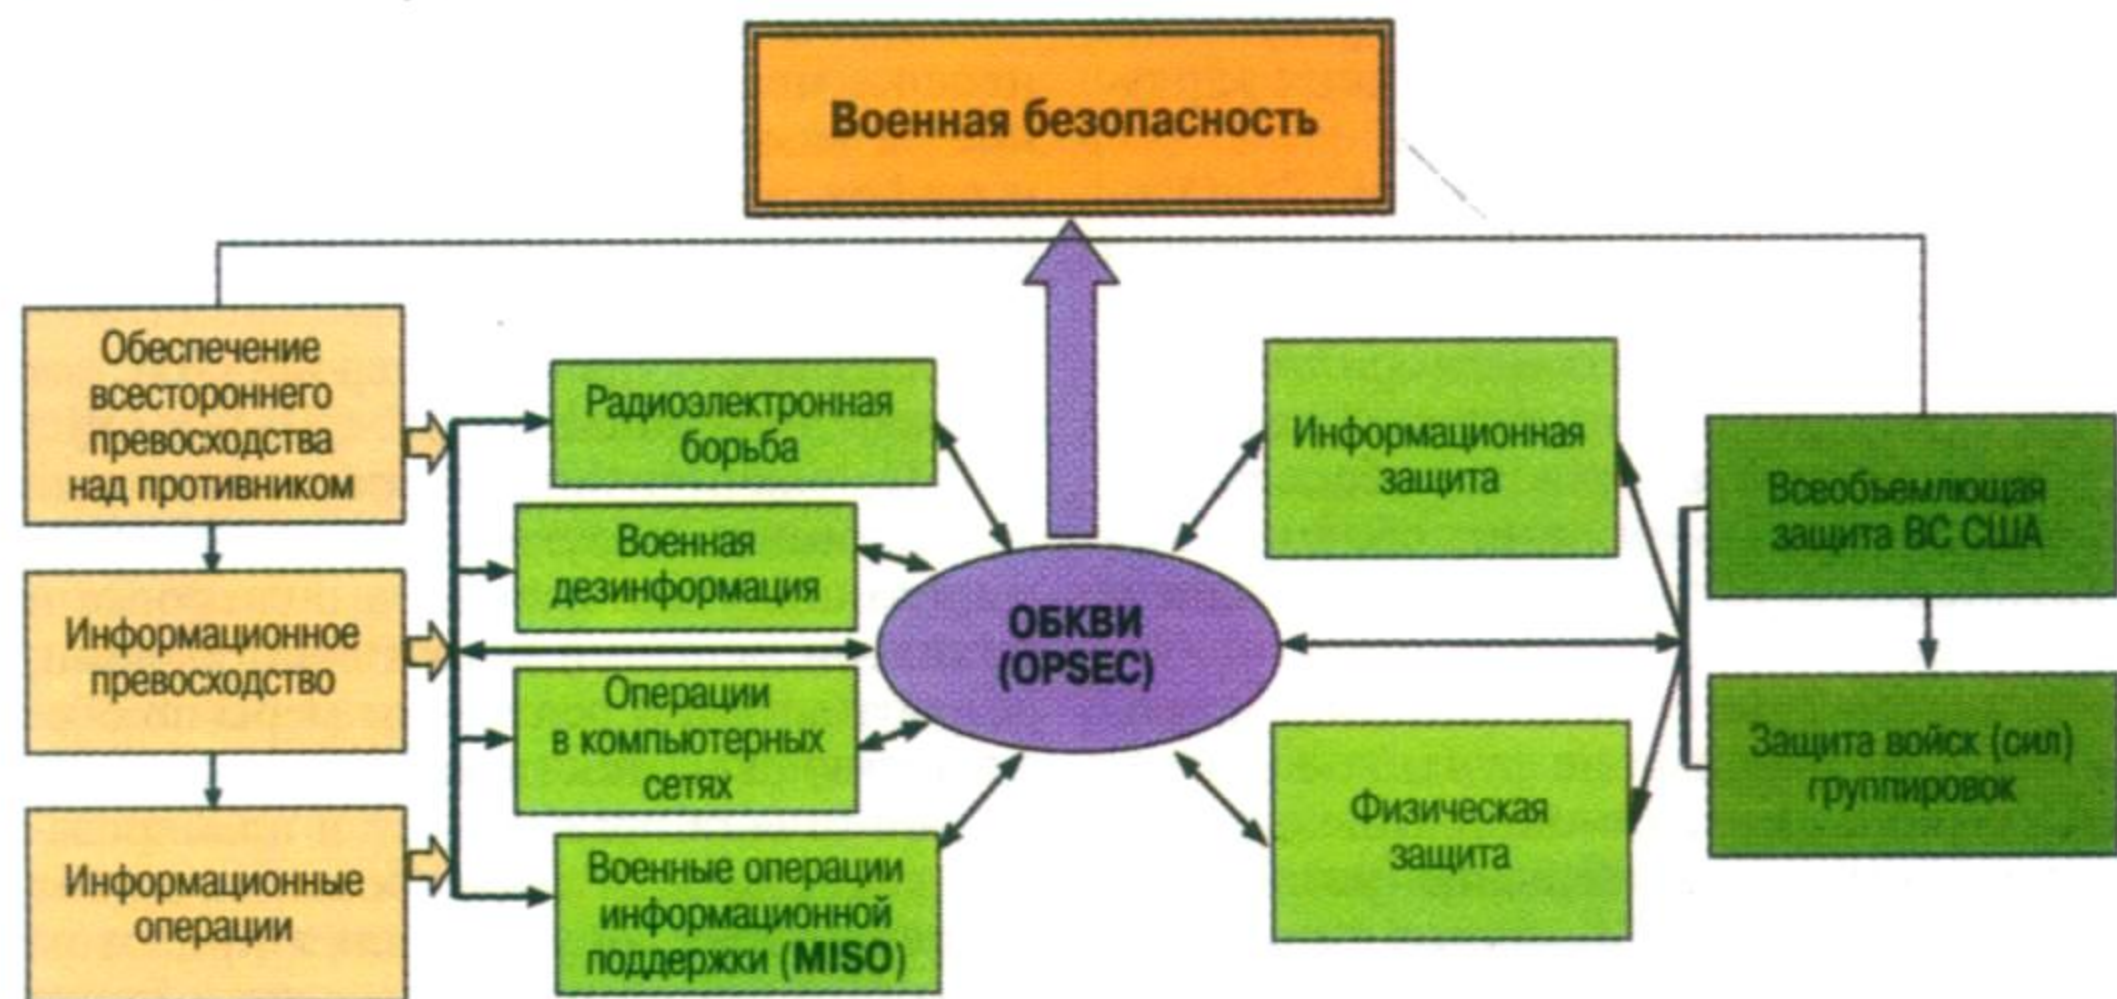 Военная безопасность
Обеспечение
всестороннего
превосходства
над противником
Информационное
превосходство
Информационные
операции
Радиоэлектронная
борьба
Военная
дезинформация
Операции
в компьютерных
сетях
Военные операции
информационной
поддержки (MISO)
ОБКВИ
(OPSEC)
Информационная
защита
Физическая
защита
Всеобъемлющая
защита ВС США
Защита войск (сил)
группировок